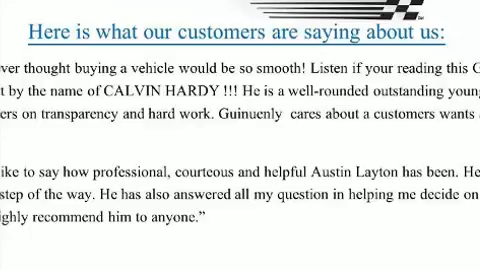 Here is what our customers are saying about us:
ver thought buying a vehicle would be so smooth! Listen if your reading this G
t by the name of CALVIN HARDY !!! He is a well-rounded outstanding young
ers on transparency and hard work. Guinuenly cares about a customers wants
ike to say how professional, courteous and helpful Austin Layton has been. He
step of the way. He has also answered all my question in helping me decide on
ighly recommend him to anyone.”